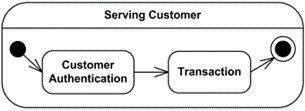 Serving Customer
Customer
Authentication
Transaction